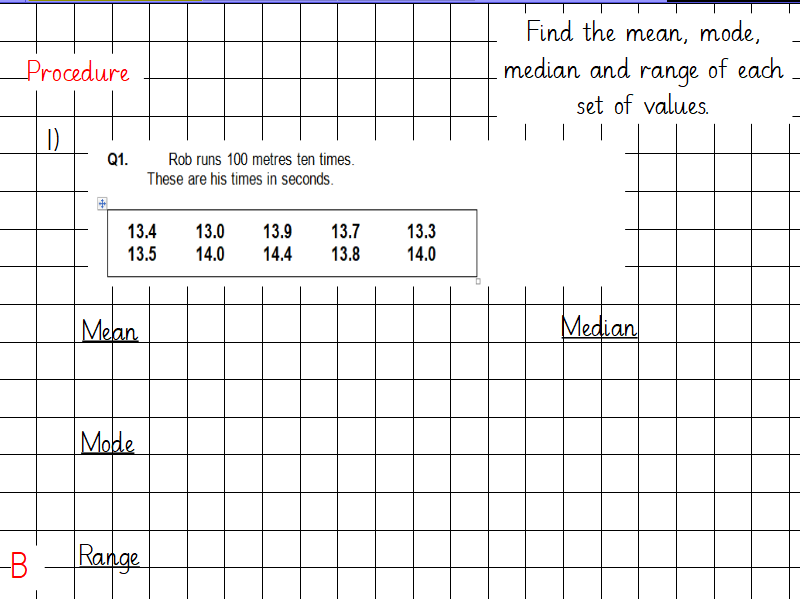 Find the mean, mode,
median and range of each
set of values.
Procedure
1)
Q1. Rob runs 100 metres ten times.
These are his times in seconds.
13.4 13.0 13.9 13.7 13.3
13.5 14.0 14.4 13.8 14.0
Mean
Median
Mode
Range
B